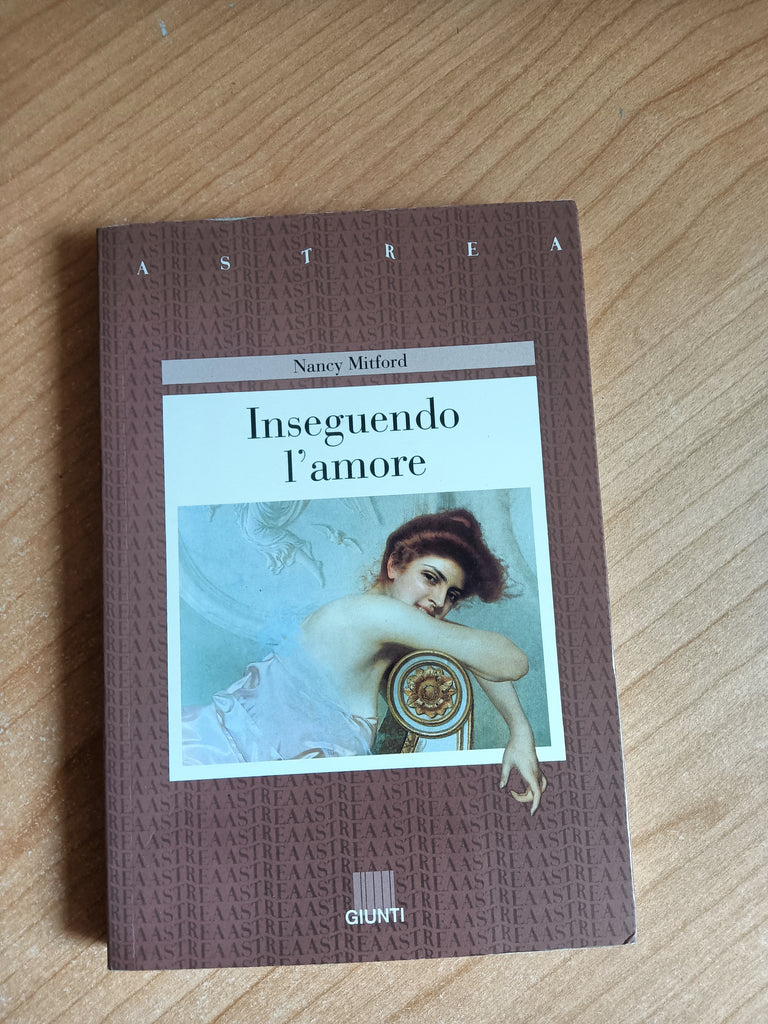 A S T R E A
Nancy Mitford
Inseguendo
l'amore
GIUNTI